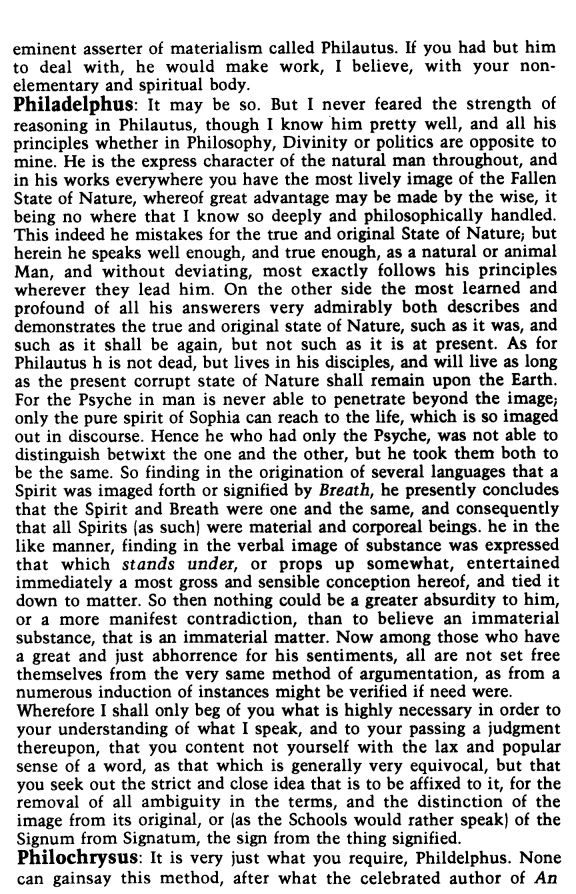 eminent asserter of materialism called Philautus. If you had but him
to deal with, he would make work, I believe, with your non-
elementary and spiritual body.
Philadelphus: It may be so. But I never feared the strength of
reasoning in Philautus, though I know him pretty well, and all his
principles whether in Philosophy, Divinity or politics are opposite to
mine. He is the express character of the natural man throughout, and
in his works everywhere you have the most lively image of the Fallen
State of Nature, whereof great advantage may be made by the wise, it
being no where that I know so deeply and philosophically handled.
This indeed he mistakes for the true and original State of Nature; but
herein he speaks well enough, and true enough, as a natural or animal
Man, and without deviating, most exactly follows his principles
wherever they lead him. On the other side the most learned and
profound of all his answerers very admirably both describes and
demonstrates the true and original state of Nature, such as it was, and
such as it shall be again, but not such as it is at present. As for
Philautus h is not dead, but lives in his disciples, and will live as long
as the present corrupt state of Nature shall remain upon the Earth.
For the Psyche in man is never able to penetrate beyond the image;
only the pure spirit of Sophia can reach to the life, which is so imaged
out in discourse. Hence he who had only the Psyche, was not able to
distinguish betwixt the one and the other, but he took them both to
be the same. So finding in the origination of several languages that a
Spirit was imaged forth or signified by Breath, he presently concludes
that the Spirit and Breath were one and the same, and consequently
that all Spirits (as such) were material and corporeal beings. he in the
like manner, finding in the verbal image of substance was expressed
that which stands under, or props up somewhat, entertained
immediately a most gross and sensible conception hereof, and tied it
down to matter. So then nothing could be a greater absurdity to him,
or a more manifest contradiction, than to believe an immaterial
substance, that is an immaterial matter. Now among those who have
a great and just abhorrence for his sentiments, all are not set free
themselves from the very same method of argumentation, as from a
numerous induction of instances might be verified if need were.
Wherefore I shall only beg of you what is highly necessary in order to
your understanding of what I speak, and to your passing a judgment
thereupon, that you content not yourself with the lax and popular
sense of a word, as that which is generally very equivocal, but that
you seek out the strict and close idea that is to be affixed to it, for the
removal of all ambiguity in the terms, and the distinction of the
image from its original, or (as the Schools would rather speak) of the
Signum from Signatum, the sign from the thing signified.
Philochrysus: It is very just what you require, Phildelphus. None
can gainsay this method, after what the celebrated author of An